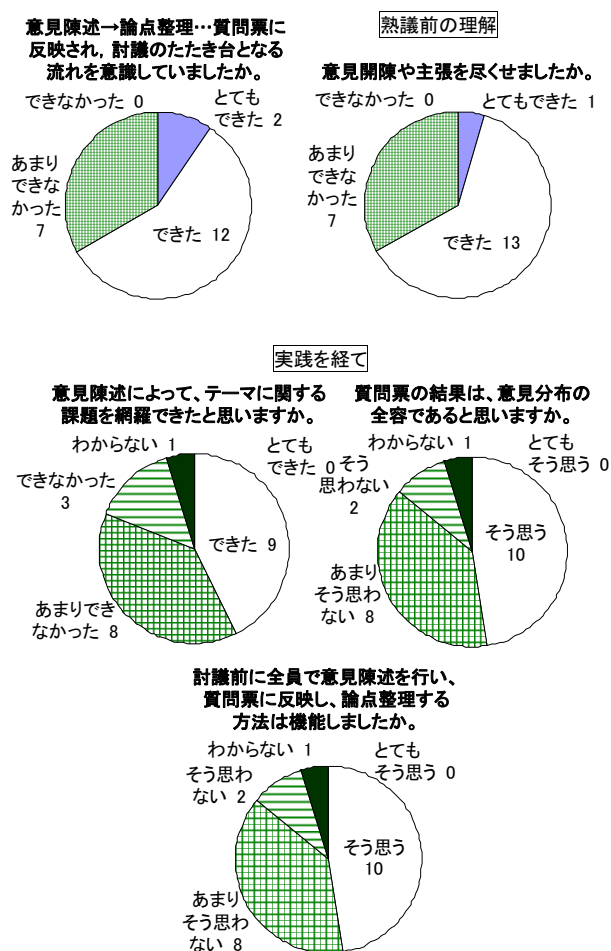 熟議前の理解
意見陳述→論点整理…質問票に
反映され，討議のたたき台となる
流れを意識していましたか。
できなかった 0
とても
できた 2
あまり
できな
かった
7
できた 12
意見開陳や主張を尽くせましたか。
できなかった 0
とてもできた 1
あまり
できな
かった
7
できた 13
実践を経て
意見陳述によって、テーマに関する
課題を網羅できたと思いますか。
わからない 1
とても
できた 0
できなかった
3
できた 9
あまりでき
なかった 8
質問票の結果は、意見分布の
全容であると思いますか。
わからない 1
とても
そう思う 0
そう
思わない
2
そう思う
10
あまり
そう思わ
ない 8
討議前に全員で意見陳述を行い、
質問票に反映し、論点整理する
方法は機能しましたか。
わからない 1
とても
そう思う 0
そう思わ
ない 2
そう思う
10
あまり
そう思わ
ない 8